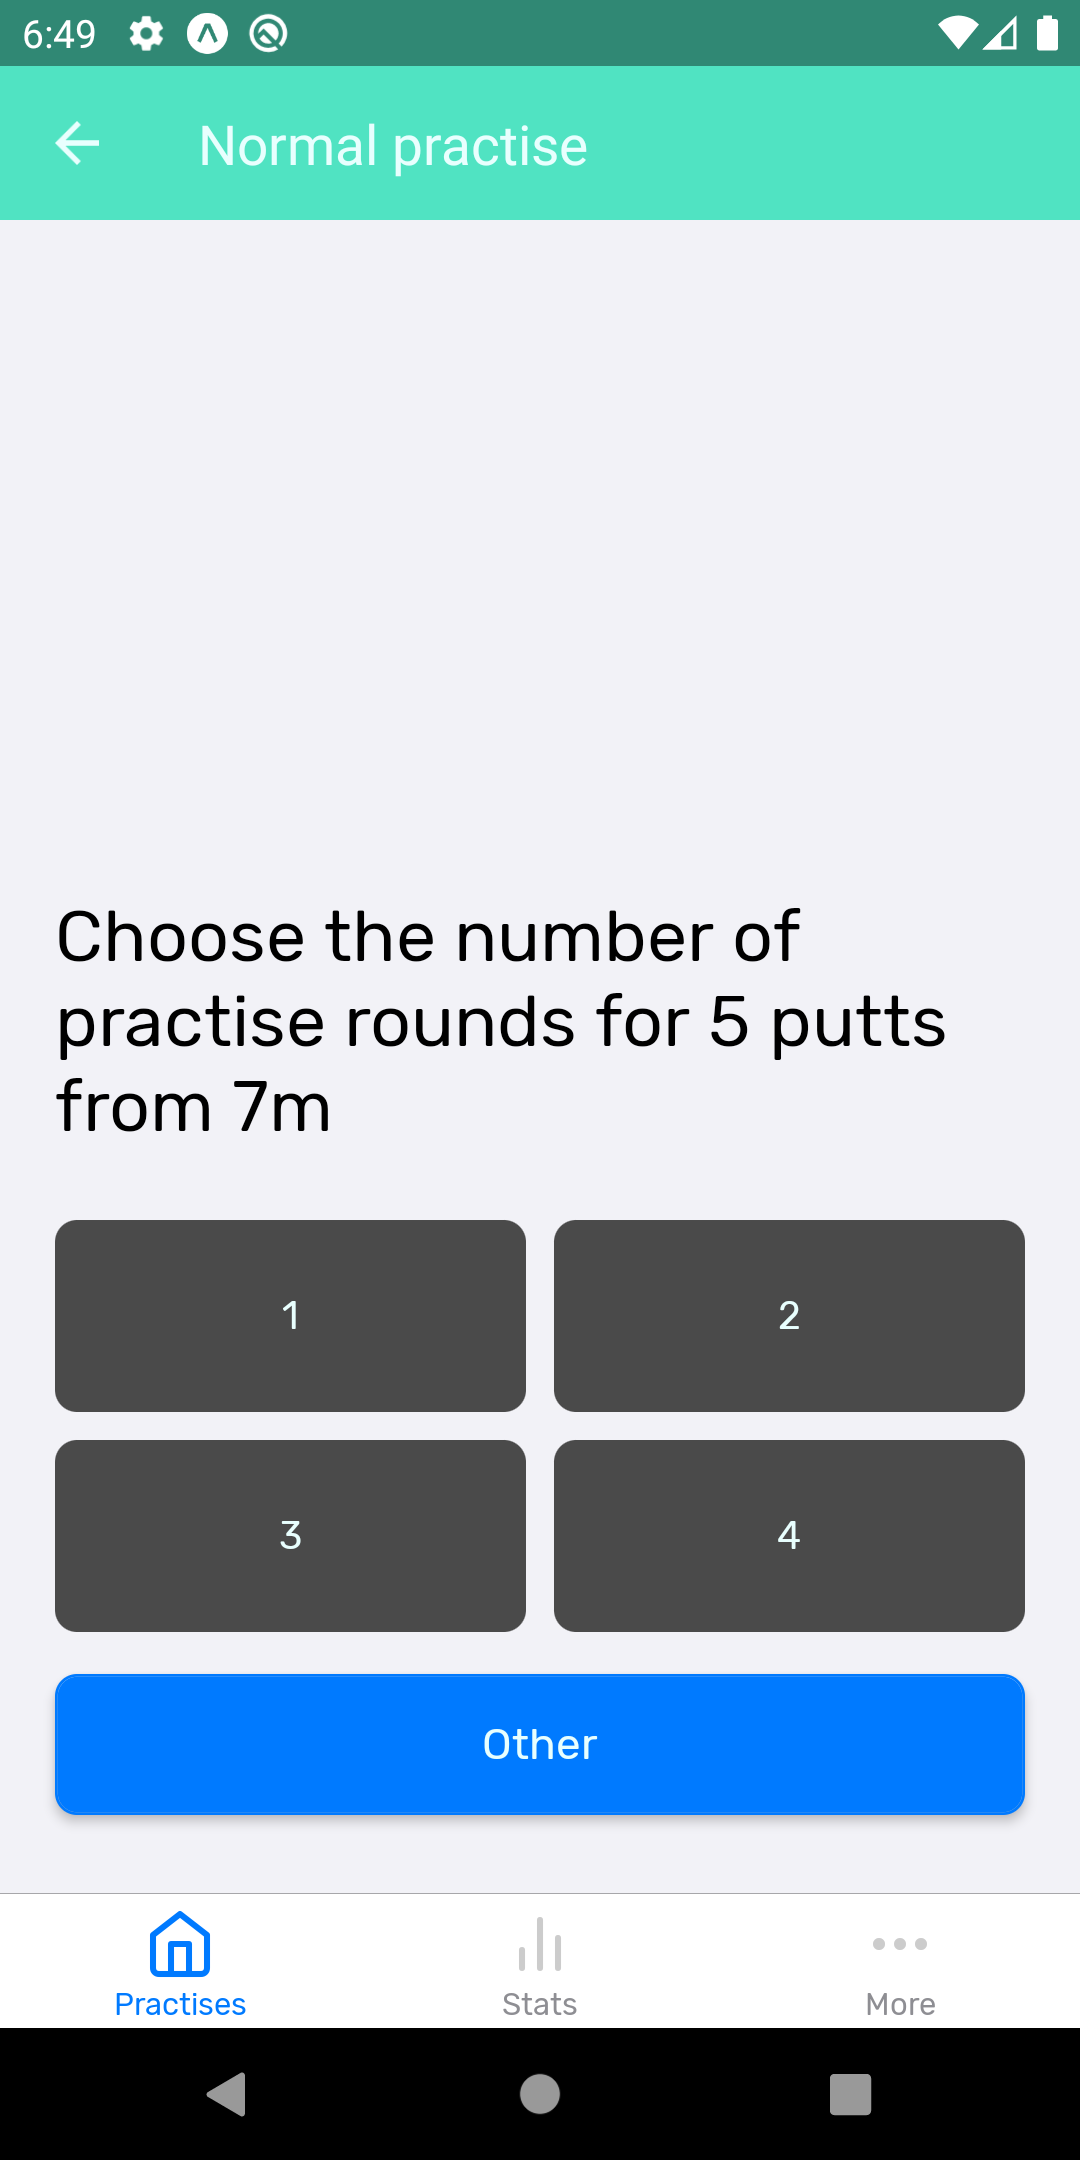 6:49
Normal practise
Choose the number of
practise rounds for 5 putts
from 7m
1
2
3
4
Other
Practises
Stats
More